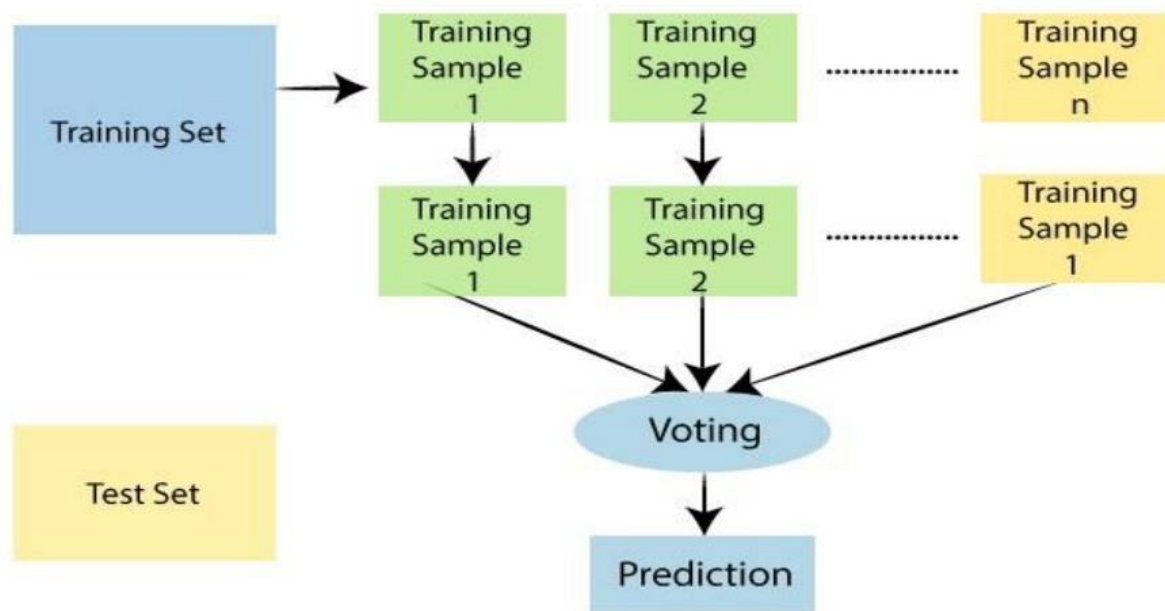 Training Set
Training
Sample
1
Training
Sample
2
Training
Sample
n
Training
Sample
1
Training
Sample
2
Training
Sample
1
Voting
Test Set
Prediction